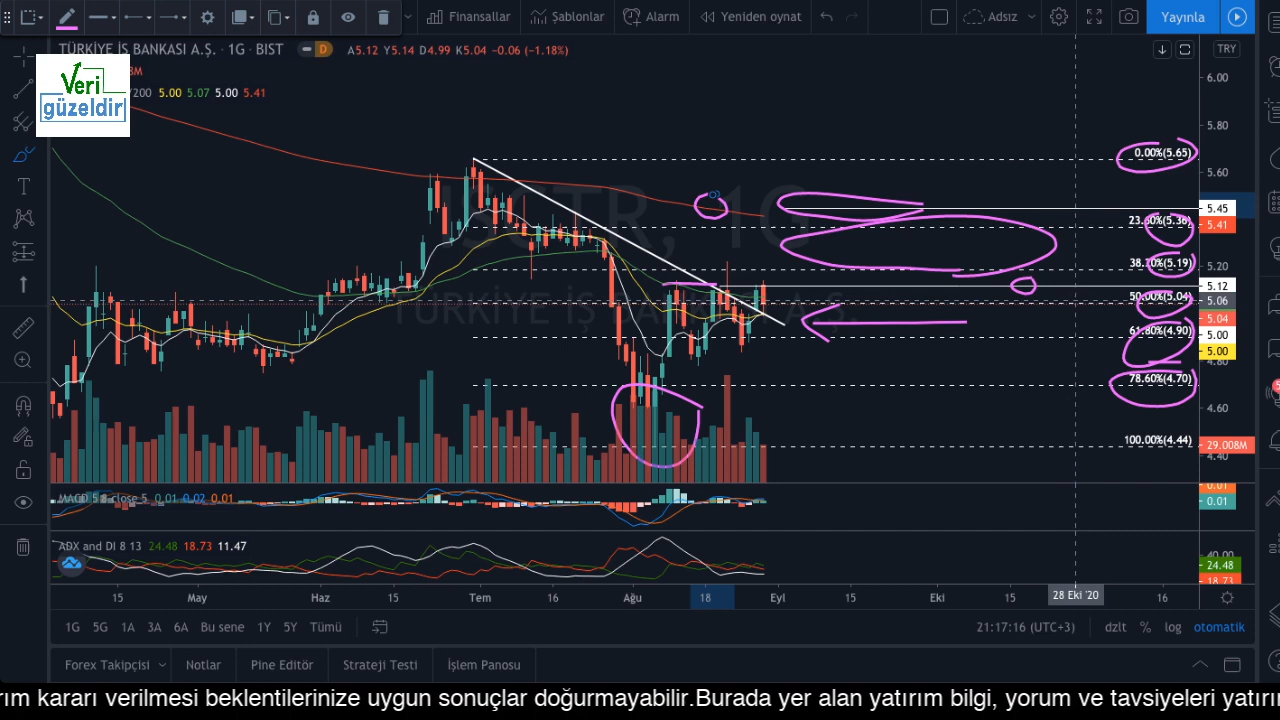 Finansallar
Şablonlar
Alarm
Yeniden oynat
Adsız
Yayınla
TÜRKİYE İŞ BANKASI A.Ş. · 1G · BIST
D
A5.12 Y5.14 D4.99 K5.04 −0.06 (−1.18%)
TRY
Veri
güzeldir
/200 5.00 5.07 5.00 5.41
ISCTR, 1G
TÜRKİYE İŞ BANKASI A.Ş.
0.00%(5.65)
23.60%(5.36)
38.20%(5.19)
50.00%(5.04)
61.80%(4.90)
78.60%(4.70)
100.00%(4.44)
6.00
5.80
5.60
5.45
5.41
5.20
5.12
5.06
5.04
5.00
5.00
4.80
4.60
29.008M
4.40
MACD 5 8 close 5 0.01 0.02 0.01
0.01
0.01
ADX and DI 8 13 24.48 18.73 11.47
40.00
24.48
18.73
15 May Haz 15 Tem 16 Ağu 18 Eyl 15 Eki 15 28 Eki '20 16
1G 5G 1A 3A 6A Bu sene 1Y 5Y Tümü
21:17:16 (UTC+3)
dzlt % log otomatik
Forex Takipçisi
Notlar
Pine Editör
Strateji Testi
İşlem Panosu
kararı verilmesi beklentilerinize uygun sonuçlar doğurmayabilir.Burada yer alan yatırım bilgi, yorum ve tavsiyeleri